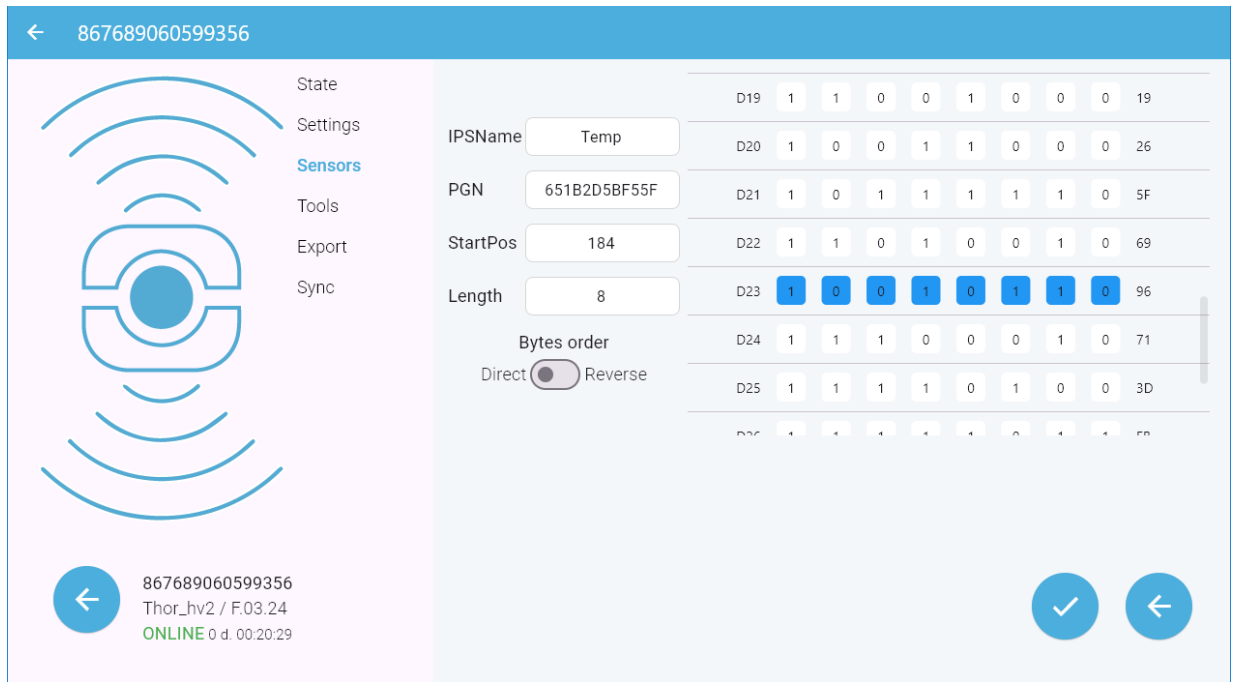 867689060599356
State
Settings
Sensors
Tools
Export
Sync
IPSName Temp
PGN 651B2D5BF55F
StartPos 184
Length 8
Bytes order
Direct Reverse
D19 1 1 0 0 1 0 0 0 19
D20 1 0 0 1 1 0 0 0 26
D21 1 0 1 1 1 1 1 0 5F
D22 1 1 0 1 0 0 1 0 69
D23 1 0 0 1 0 1 1 0 96
D24 1 1 1 0 0 0 1 0 71
D25 1 1 1 1 0 1 0 0 3D
867689060599356
Thor_hv2 / F.03.24
ONLINE 0 d. 00:20:29